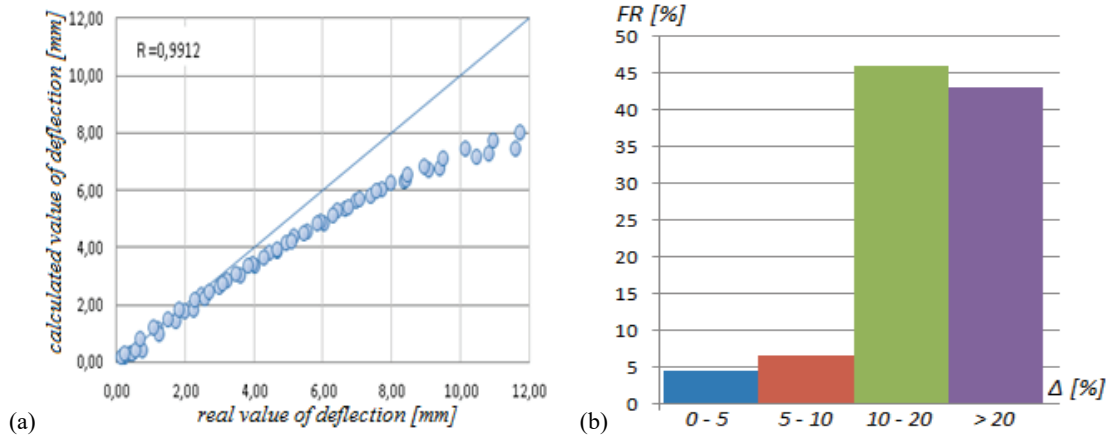 12,00
10,00
8,00
6,00
4,00
2,00
0,00
calculated value of deflection [mm]
R =0,9912
0,00 2,00 4,00 6,00 8,00 10,00 12,00
real value of deflection [mm]
(a)
FR [%]
50
45
40
35
30
25
20
15
10
5
0
0 - 5 5 - 10 10 - 20 > 20
Δ [%]
(b)